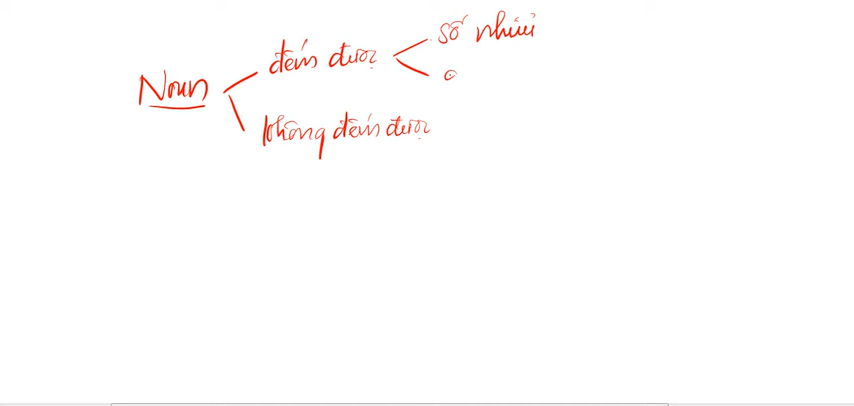 số nhiều
đếm được
Noun
không đếm được